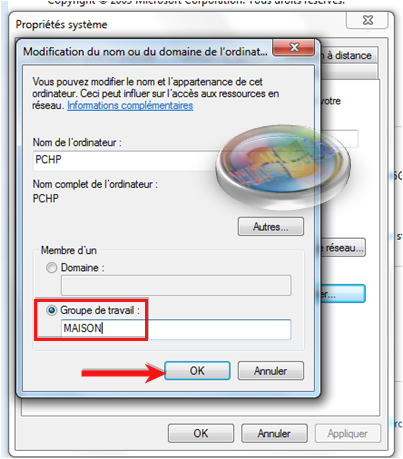 Copyright © 2009 Microsoft Corporation. Tous droits réservés.
Propriétés système
Modification du nom ou du domaine de l'ordinat...
n à distance
Vous pouvez modifier le nom et l'appartenance de cet
ordinateur. Ceci peut influer sur l'accès aux ressources en
réseau. Informations complémentaires
votre
Nom de l'ordinateur :
PCHP
Nom complet de l'ordinateur :
PCHP
Autres...
Membre d'un
e réseau...
Domaine :
er...
Groupe de travail :
MAISON
OK
Annuler
OK
Annuler
Appliquer